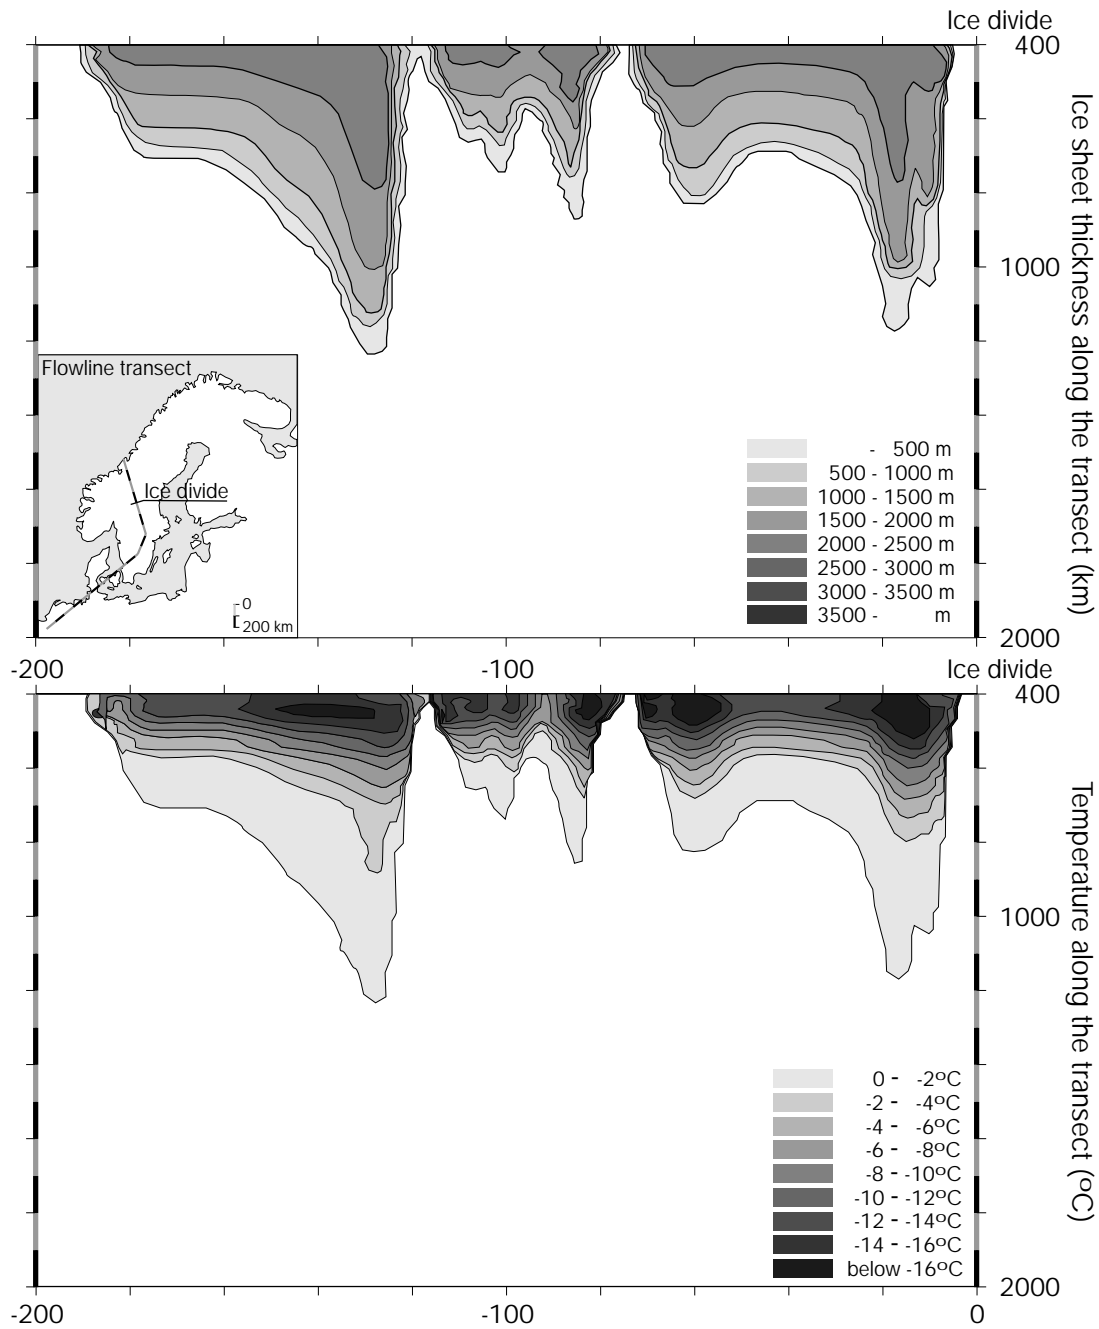 Ice divide
400
Ice sheet thickness along the transect (km)
1000
Flowline transect
Ice divide
0
200 km
- 500 m
500 - 1000 m
1000 - 1500 m
1500 - 2000 m
2000 - 2500 m
2500 - 3000 m
3000 - 3500 m
3500 - m
2000
-200 -100 Ice divide
400
Temperature along the transect (ºC)
1000
0 - -2ºC
-2 - -4ºC
-4 - -6ºC
-6 - -8ºC
-8 - -10ºC
-10 - -12ºC
-12 - -14ºC
-14 - -16ºC
below -16ºC
2000
-200 -100 0